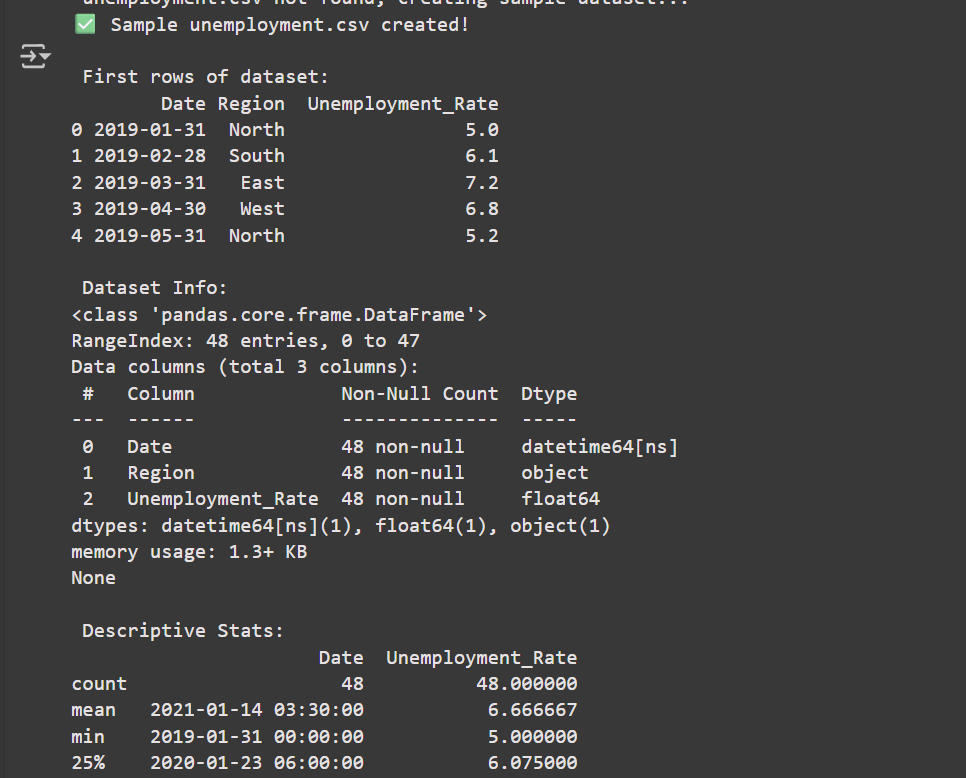 unemployment.csv not found, creating sample dataset...
✅ Sample unemployment.csv created!
First rows of dataset:
Date Region Unemployment_Rate
0 2019-01-31 North 5.0
1 2019-02-28 South 6.1
2 2019-03-31 East 7.2
3 2019-04-30 West 6.8
4 2019-05-31 North 5.2
Dataset Info:
<class 'pandas.core.frame.DataFrame'>
RangeIndex: 48 entries, 0 to 47
Data columns (total 3 columns):
# Column Non-Null Count Dtype
--- ------ -------------- -----
0 Date 48 non-null datetime64[ns]
1 Region 48 non-null object
2 Unemployment_Rate 48 non-null float64
dtypes: datetime64[ns](1), float64(1), object(1)
memory usage: 1.3+ KB
None
Descriptive Stats:
Date Unemployment_Rate
count 48 48.000000
mean 2021-01-14 03:30:00 6.666667
min 2019-01-31 00:00:00 5.000000
25% 2020-01-23 06:00:00 6.075000